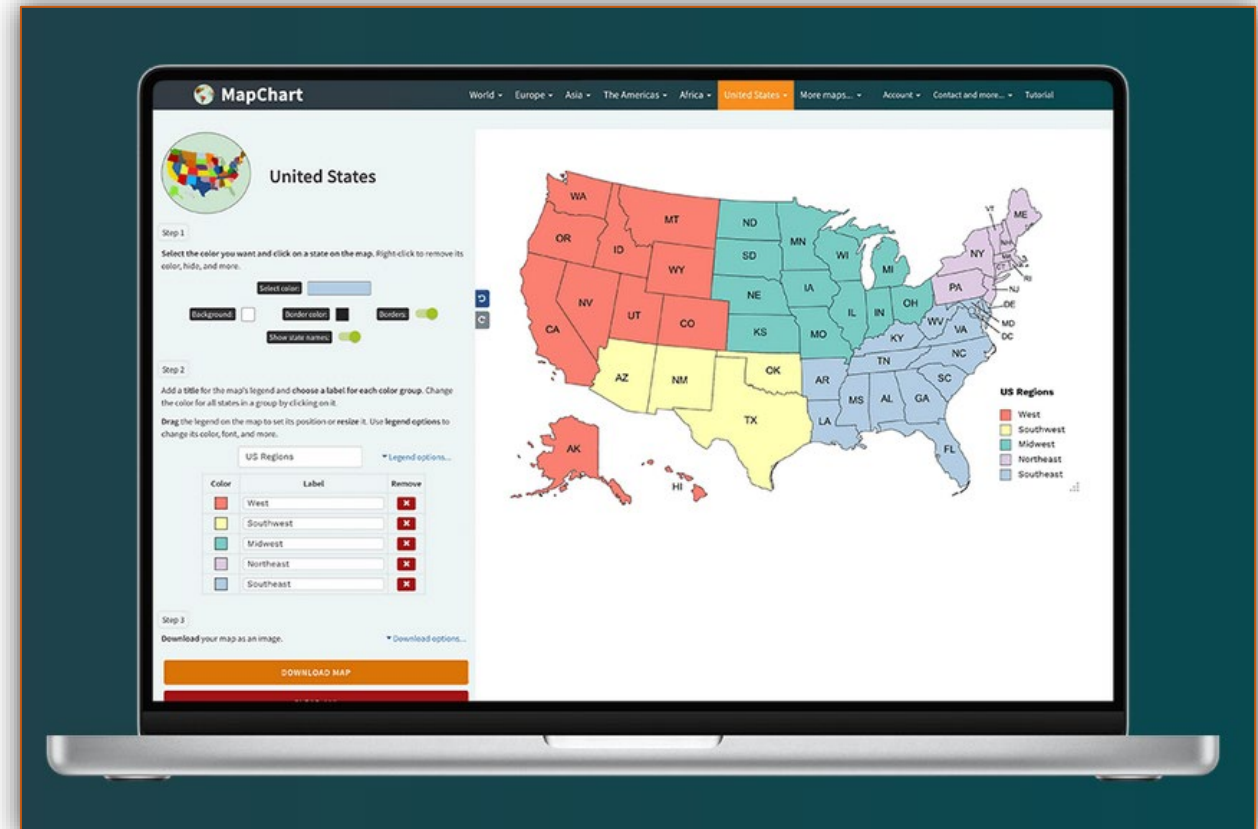 MapChart
World
Europe
Asia
The Americas
Africa
United States
More maps...
Account
Contact and more...
Tutorial
United States
Step 1
Select the color you want and click on a state on the map. Right-click to remove its
color, hide, and more.
Select color:
Background:
Border color:
Borders:
Show state names:
Step 2
Add a title for the map's legend and choose a label for each color group. Change
the color for all states in a group by clicking on it.
Drag the legend on the map to set its position or resize it. Use legend options to
change its color, font, and more.
US Regions
Legend options...
Color Label Remove
West
Southwest
Midwest
Northeast
Southeast
Step 3
Download your map as an image.
Download options...
DOWNLOAD MAP
WA
MT
ND
MN
VT
ME
OR
ID
SD
WI
MI
NY
NH
MA
CT
RI
WY
NE
IA
PA
NJ
NV
UT
CO
KS
IL
IN
OH
DE
CA
MO
KY
WV
VA
MD
DC
AZ
NM
OK
AR
TN
NC
TX
LA
MS
AL
GA
SC
FL
AK
HI
US Regions
West
Southwest
Midwest
Northeast
Southeast